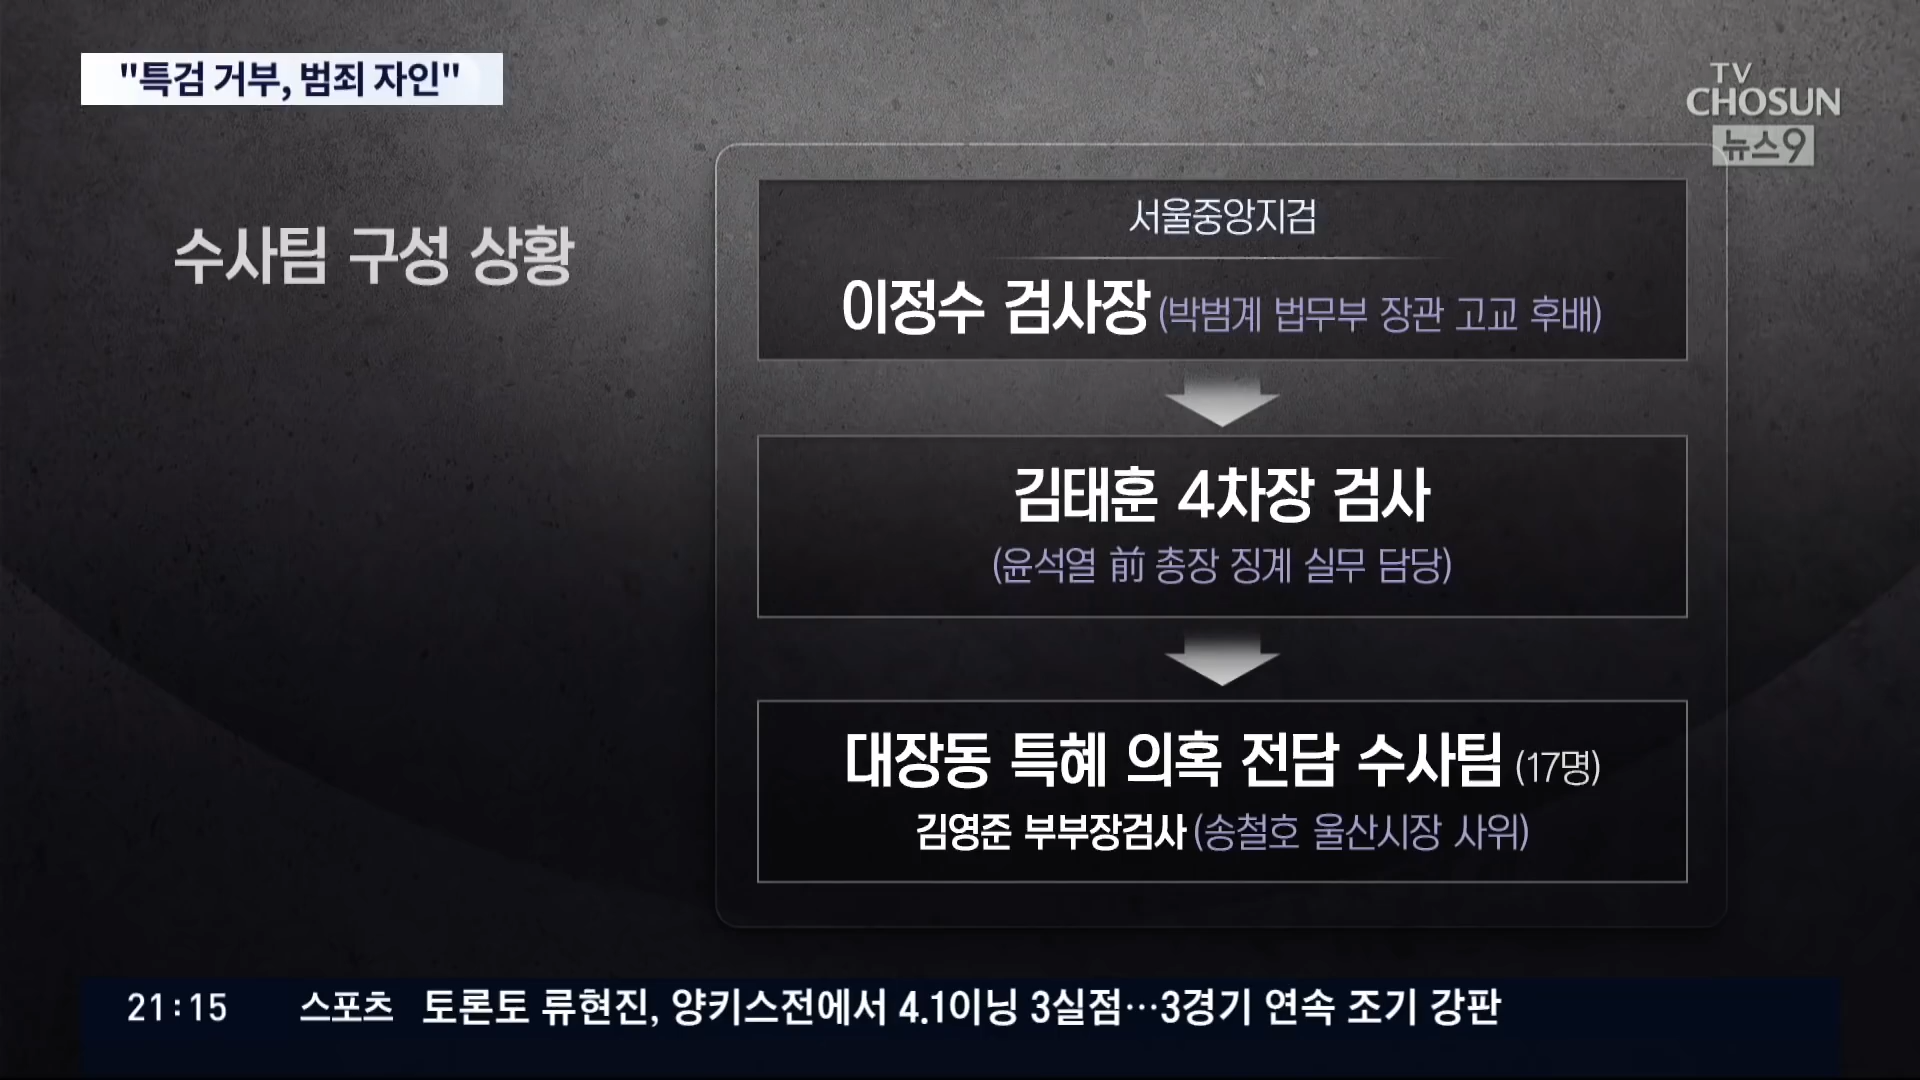 "특검 거부, 범죄 자인"
TV
CHOSUN
뉴스9
수사팀 구성 상황
서울중앙지검
이정수 검사장 (박범계 법무부 장관 고교 후배)
김태훈 4차장 검사
(윤석열 前 총장 징계 실무 담당)
대장동 특혜 의혹 전담 수사팀 (17명)
김영준 부부장검사 (송철호 울산시장 사위)
21:15 스포츠 토론토 류현진, 양키스전에서 4.1이닝 3실점…3경기 연속 조기 강판